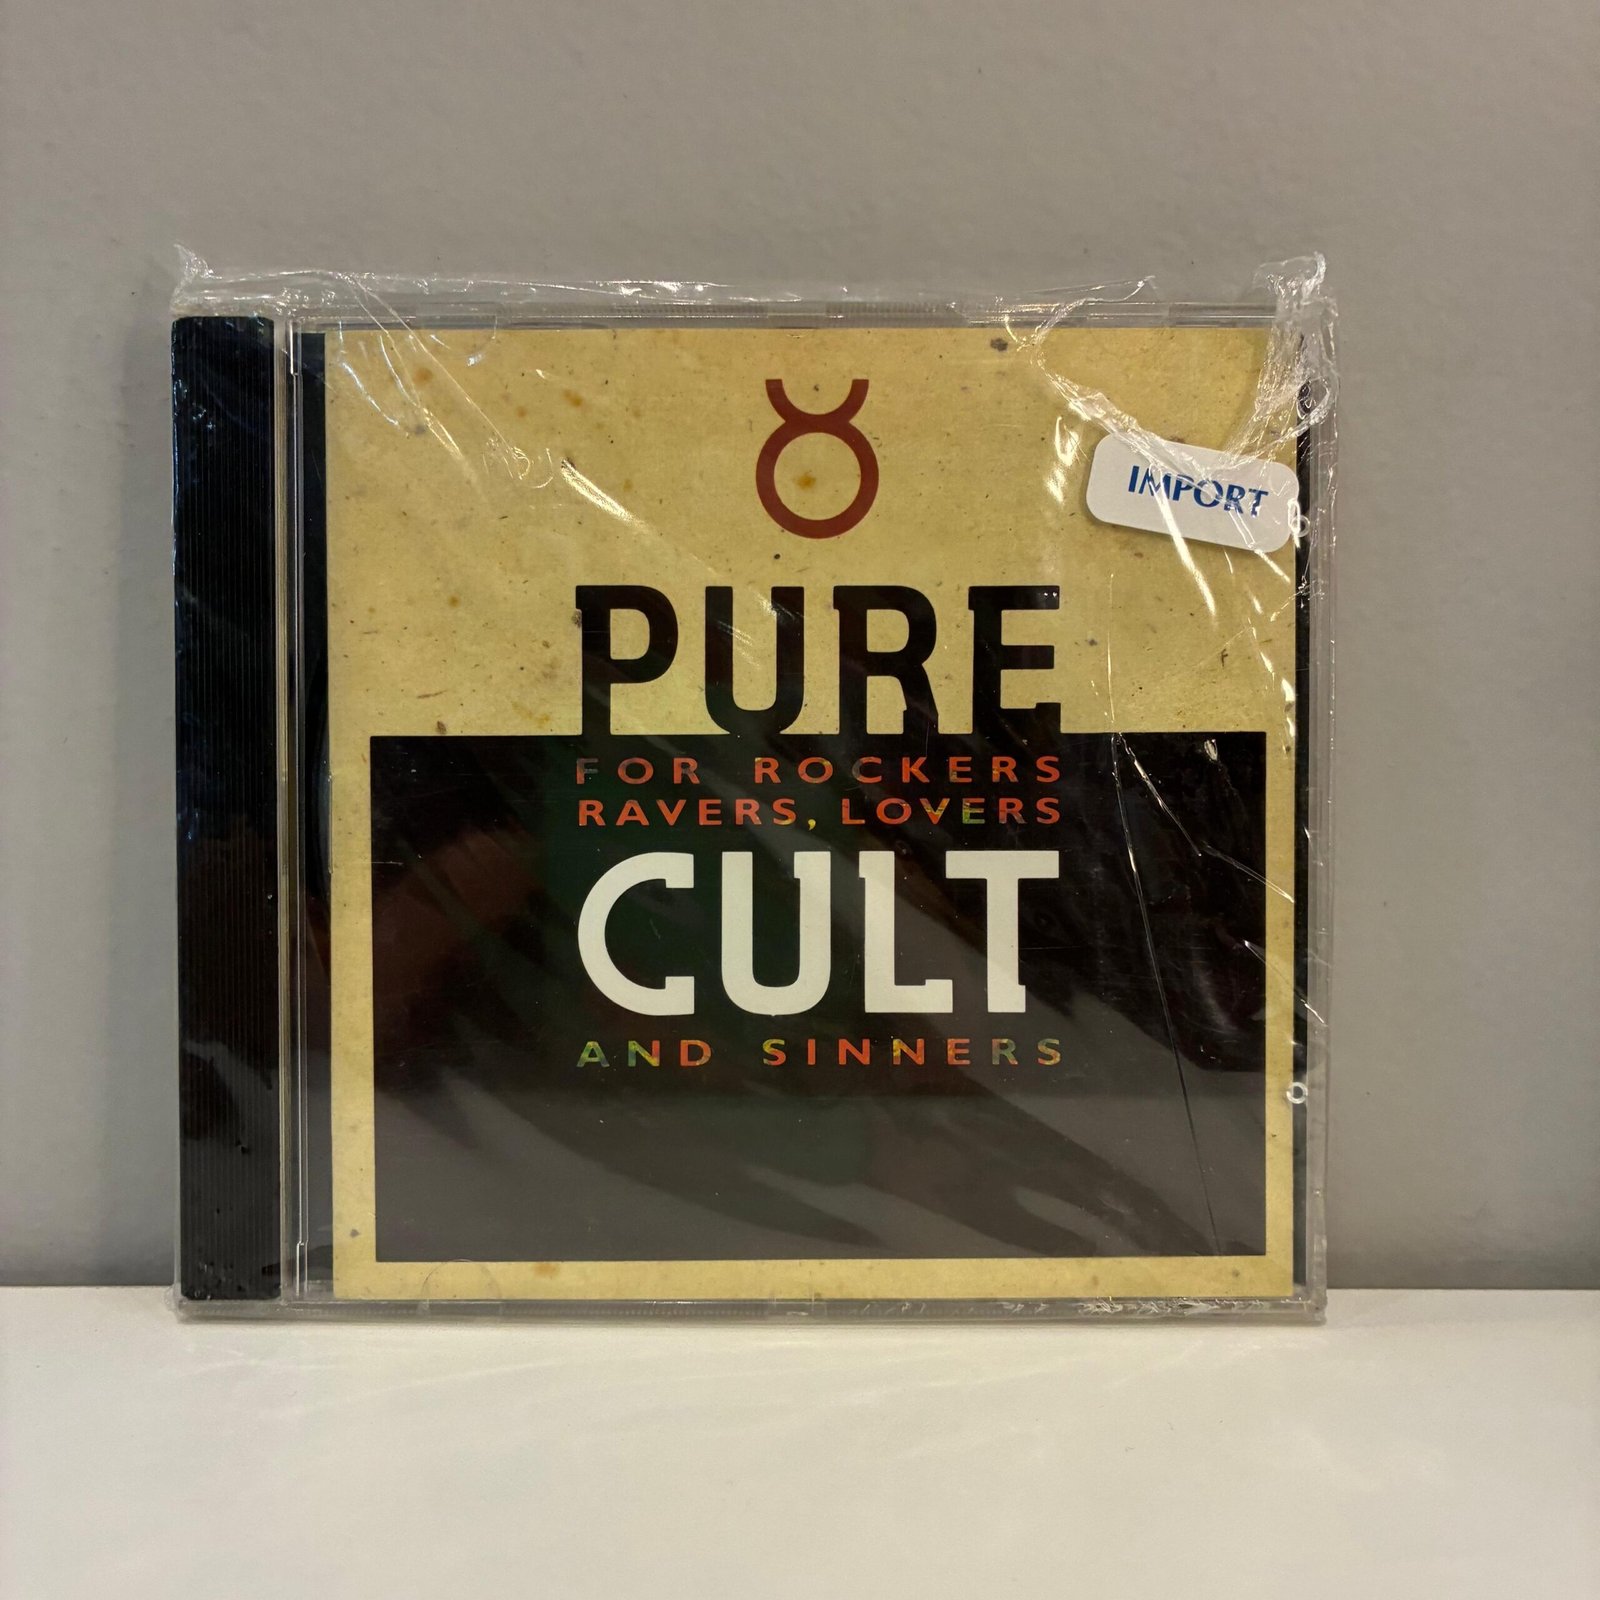 IMPORT
PURE
FOR ROCKERS
RAVERS, LOVERS
CULT
AND SINNERS